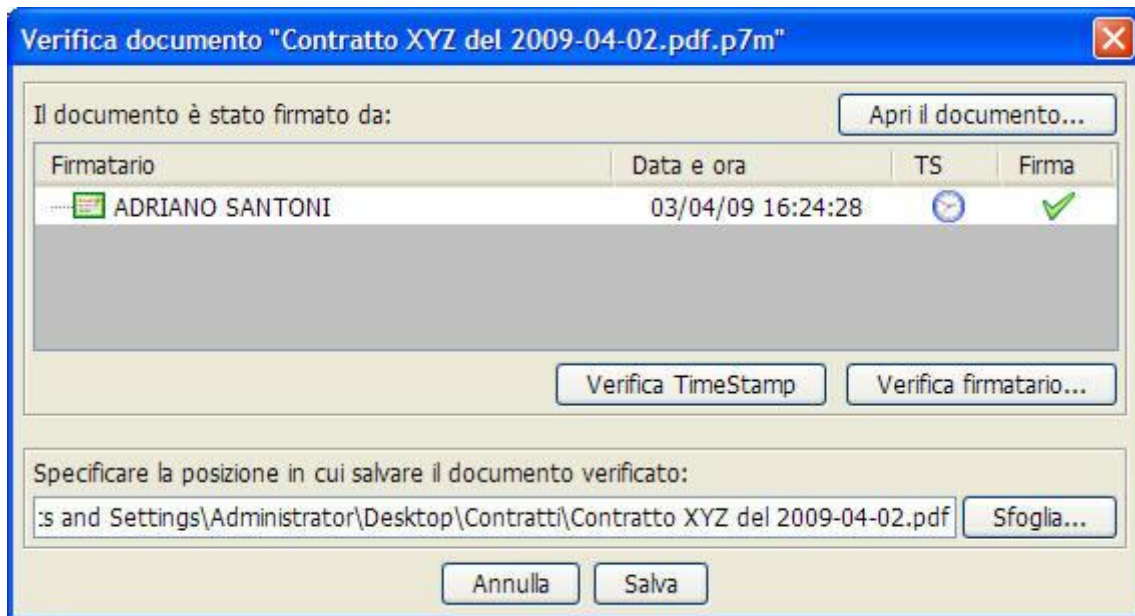 Verifica documento "Contratto XYZ del 2009-04-02.pdf.p7m"
Il documento è stato firmato da: Apri il documento...
Firmatario Data e ora TS Firma
ADRIANO SANTONI 03/04/09 16:24:28
Verifica TimeStamp Verifica firmatario...
Specificare la posizione in cui salvare il documento verificato:
:s and Settings\Administrator\Desktop\Contratti\Contratto XYZ del 2009-04-02.pdf Sfoglia...
Annulla Salva